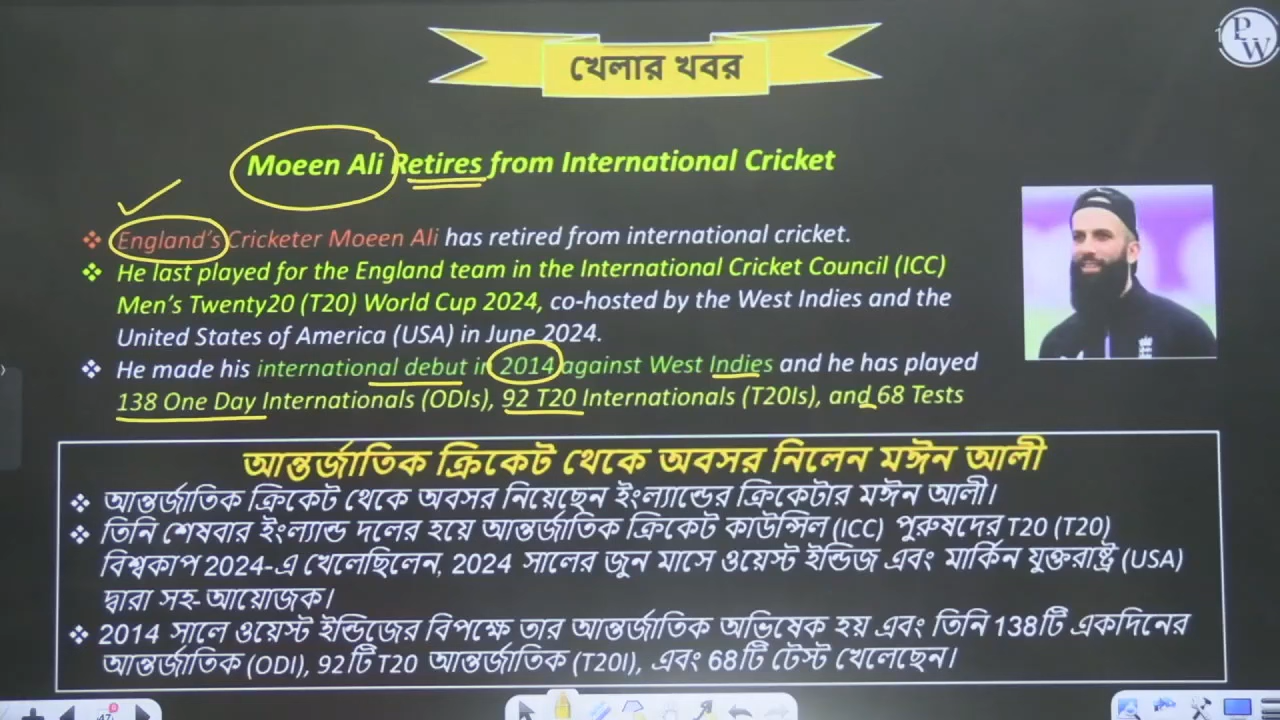 PW
খেলার খবর
Moeen Ali Retires from International Cricket
❖ England's Cricketer Moeen Ali has retired from international cricket.
❖ He last played for the England team in the International Cricket Council (ICC)
Men's Twenty20 (T20) World Cup 2024, co-hosted by the West Indies and the
United States of America (USA) in June 2024.
❖ He made his international debut in 2014 against West Indies and he has played
138 One Day Internationals (ODIs), 92 T20 Internationals (T20Is), and 68 Tests
আন্তর্জাতিক ক্রিকেট থেকে অবসর নিলেন মঈন আলী
❖ আন্তর্জাতিক ক্রিকেট থেকে অবসর নিয়েছেন ইংল্যান্ডের ক্রিকেটার মঈন আলী।
❖ তিনি শেষবার ইংল্যান্ড দলের হয়ে আন্তর্জাতিক ক্রিকেট কাউন্সিল (ICC) পুরুষদের T20 (T20)
বিশ্বকাপ 2024-এ খেলেছিলেন, 2024 সালের জুন মাসে ওয়েস্ট ইন্ডিজ এবং মার্কিন যুক্তরাষ্ট্র (USA)
দ্বারা সহ-আয়োজক।
❖ 2014 সালে ওয়েস্ট ইন্ডিজের বিপক্ষে তার আন্তর্জাতিক অভিষেক হয় এবং তিনি 138টি একদিনের
আন্তর্জাতিক (ODI), 92টি T20 আন্তর্জাতিক (T20I), এবং 68টি টেস্ট খেলেছেন।
47